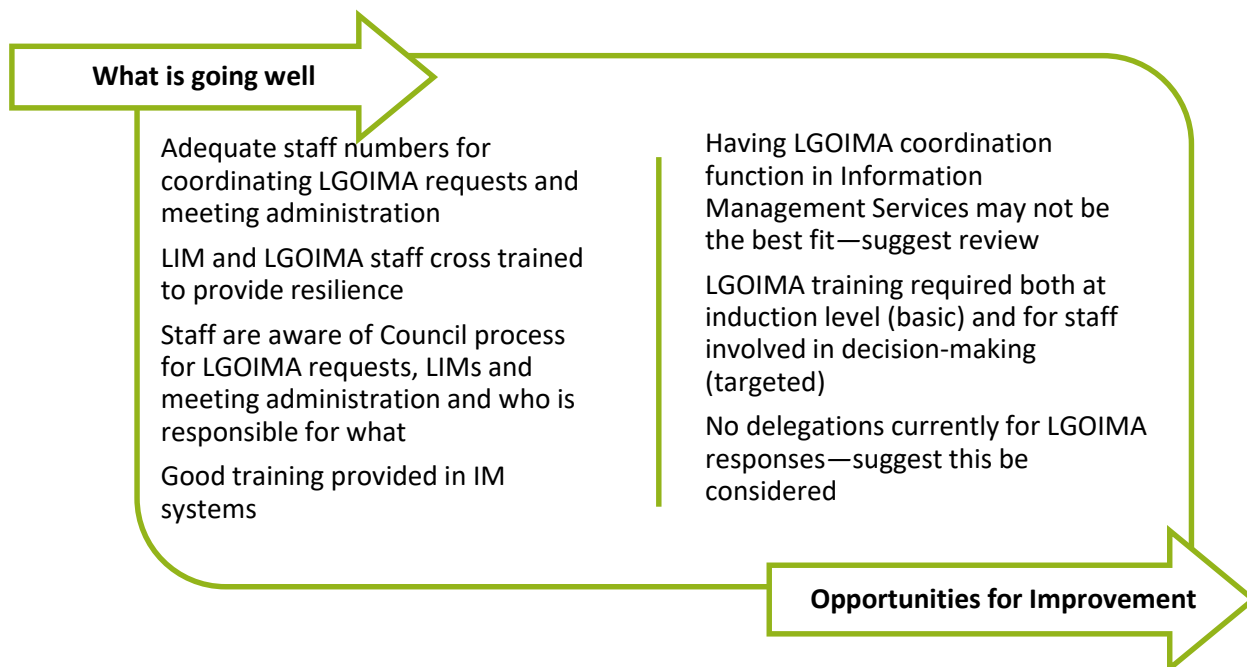 What is going well
Adequate staff numbers for
coordinating LGOIMA requests and
meeting administration
LIM and LGOIMA staff cross trained
to provide resilience
Staff are aware of Council process
for LGOIMA requests, LIMs and
meeting administration and who is
responsible for what
Good training provided in IM
systems
Having LGOIMA coordination
function in Information
Management Services may not be
the best fit—suggest review
LGOIMA training required both at
induction level (basic) and for staff
involved in decision-making
(targeted)
No delegations currently for LGOIMA
responses—suggest this be
considered
Opportunities for Improvement